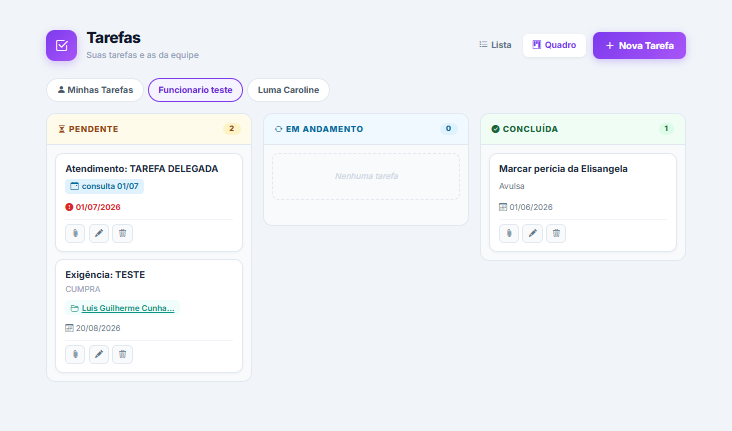 Tarefas
Suas tarefas e as da equipe
Lista
Quadro
Nova Tarefa
Minhas Tarefas
Funcionario teste
Luma Caroline
PENDENTE
2
Atendimento: TAREFA DELEGADA
consulta 01/07
01/07/2026
Exigência: TESTE
CUMPRA
Luis Guilherme Cunha...
20/08/2026
EM ANDAMENTO
0
Nenhuma tarefa
CONCLUÍDA
1
Marcar perícia da Elisangela
Avulsa
01/06/2026